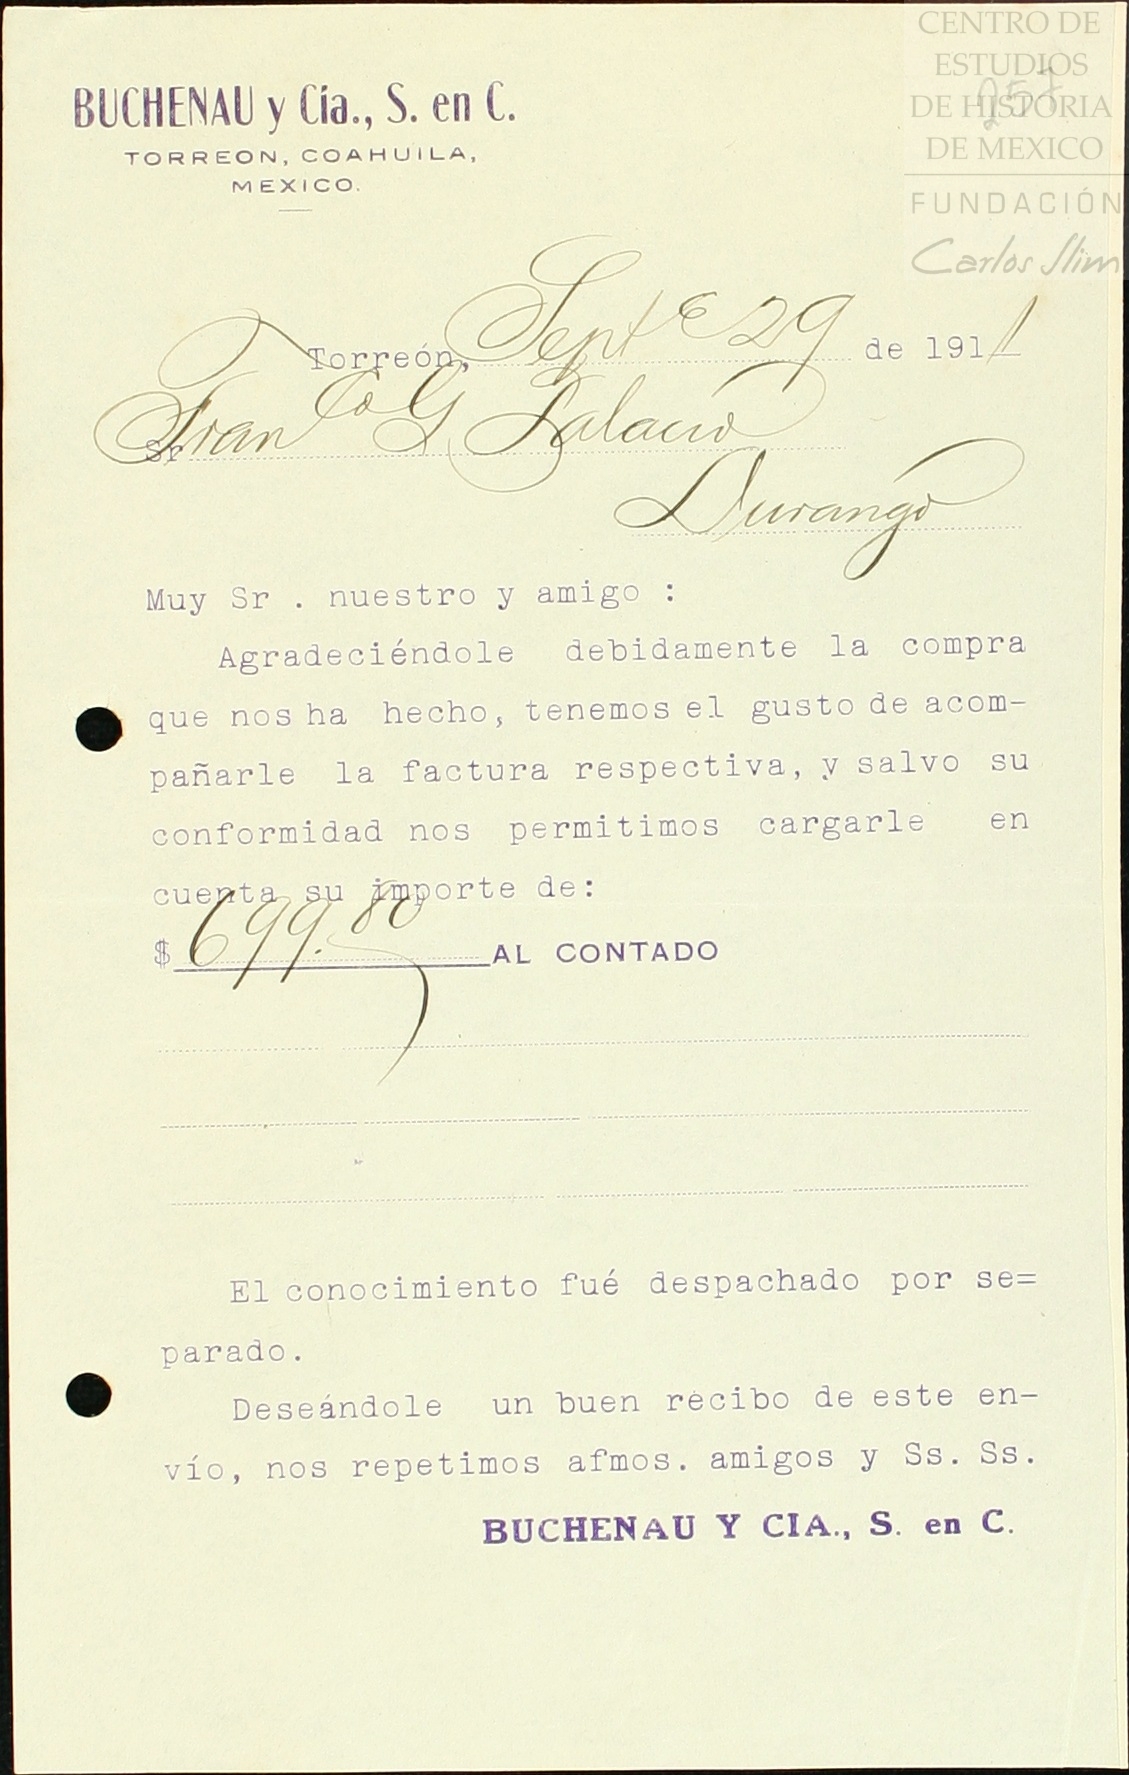 BUCHENAU y Cía., S. en C.
TORREON, COAHUILA,
MEXICO.
CENTRO DE
ESTUDIOS
DE HISTORIA
DE MEXICO
FUNDACIÓN
Carlos Slim
257
Torreón, Septe 29 de 1911
Sr Franco G Palacio
Durango
Muy Sr . nuestro y amigo :
Agradeciéndole debidamente la compra
que nos ha hecho, tenemos el gusto de acom-
pañarle la factura respectiva, y salvo su
conformidad nos permitimos cargarle en
cuenta su importe de:
$ 699.80 AL CONTADO
El conocimiento fué despachado por se=
parado.
Deseándole un buen recibo de este en-
vío, nos repetimos afmos. amigos y Ss. Ss.
BUCHENAU Y CIA., S. en C.